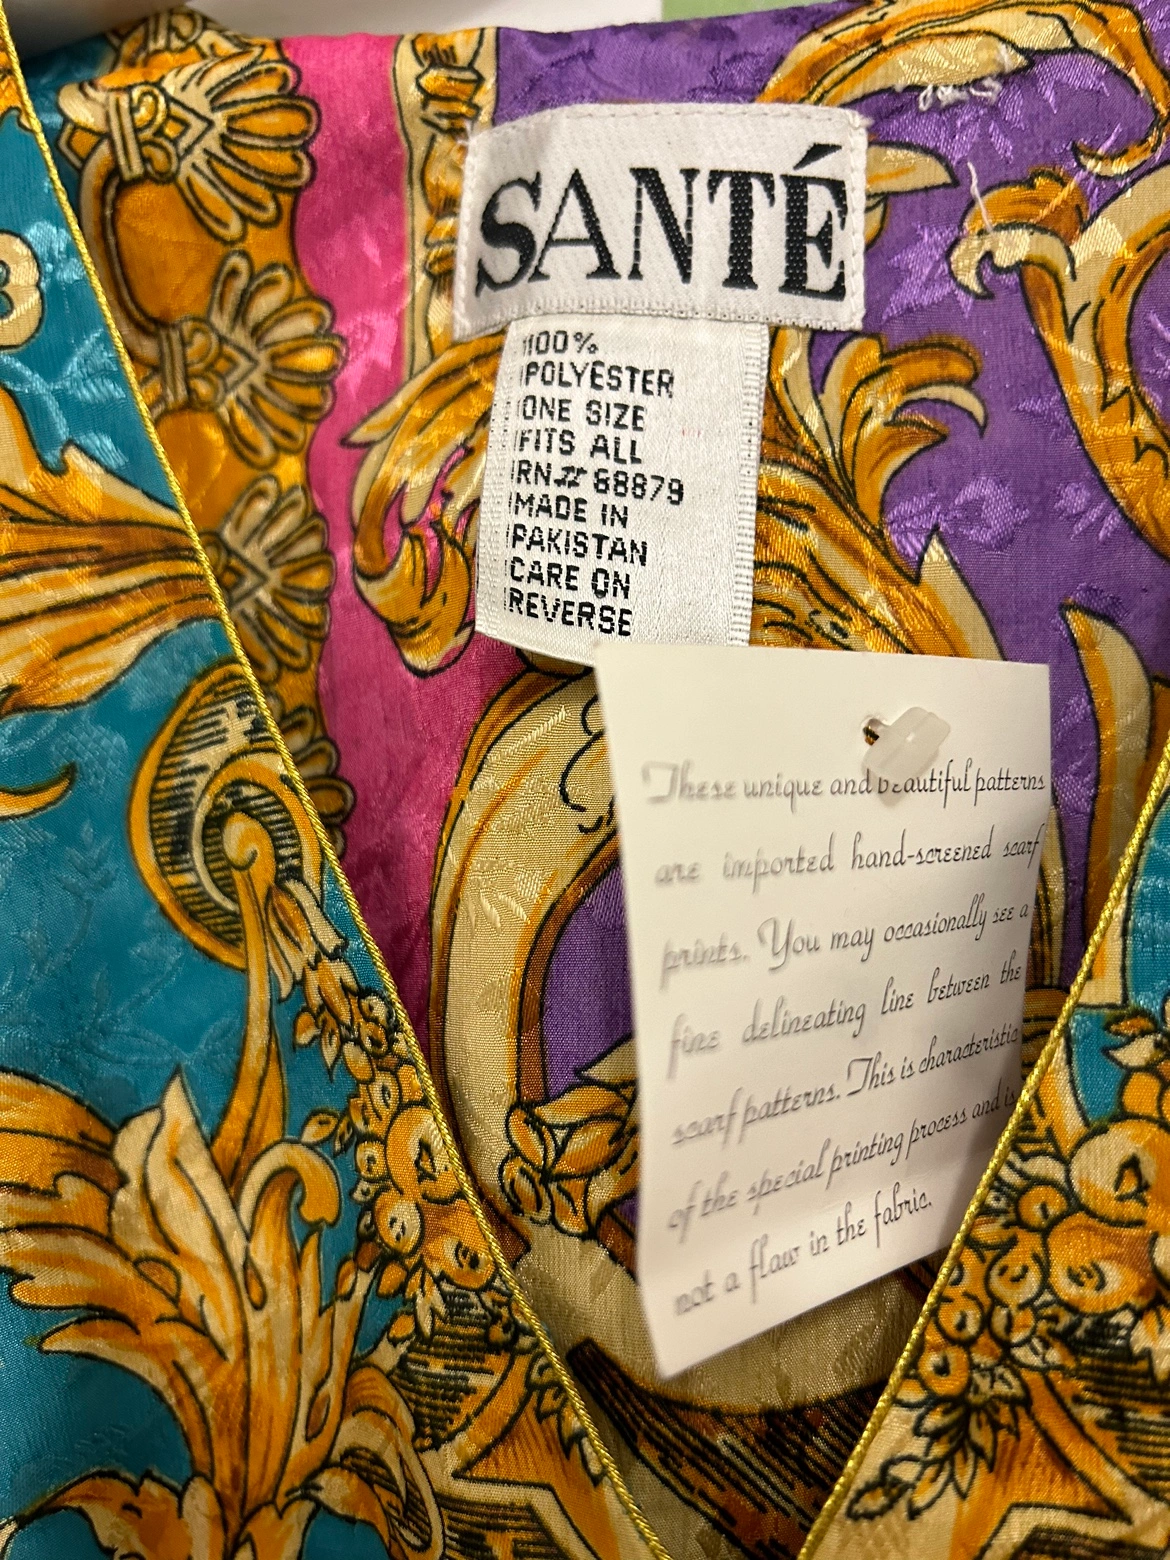 SANTÉ
100%
POLYESTER
ONE SIZE
FITS ALL
RN# 68879
MADE IN
PAKISTAN
CARE ON
REVERSE
These unique and beautiful patterns
are imported hand-screened scarf
prints. You may occasionally see a
fine delineating line between the
scarf patterns. This is characteristic
of the special printing process and is
not a flaw in the fabric.